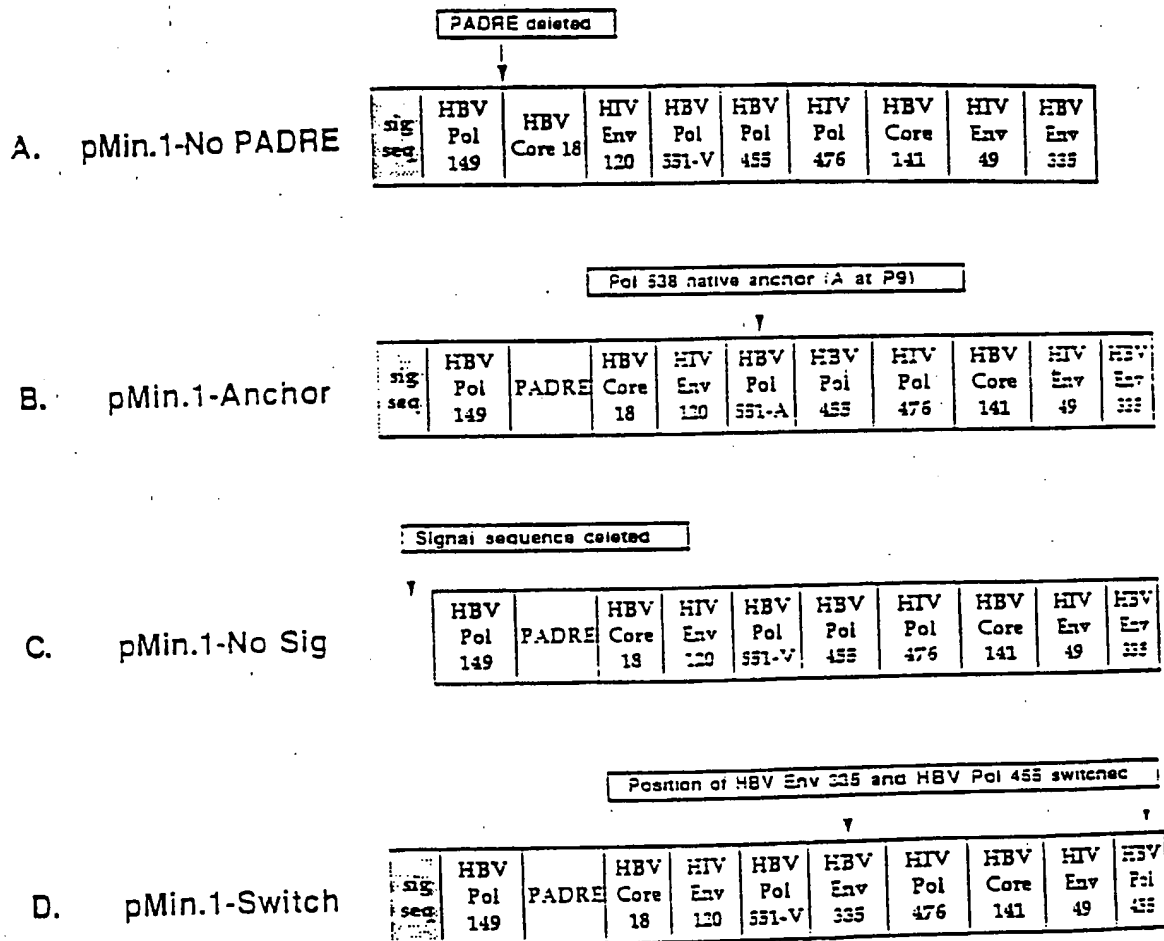 PADRE deleted
A. pMin.1-No PADRE
sig seq
HBV Pol 149
HBV Core 18
HIV Env 120
HBV Pol 551-V
HBV Pol 455
HIV Pol 476
HBV Core 141
HIV Env 49
HBV Env 335
Pol 538 native anchor (A at P9)
B. pMin.1-Anchor
sig seq
HBV Pol 149
PADRE
HBV Core 18
HIV Env 120
HBV Pol 551-A
HBV Pol 455
HIV Pol 476
HBV Core 141
HIV Env 49
HBV Env 335
Signal sequence deleted
C. pMin.1-No Sig
HBV Pol 149
PADRE
HBV Core 18
HIV Env 120
HBV Pol 551-V
HBV Pol 455
HIV Pol 476
HBV Core 141
HIV Env 49
HBV Env 335
Position of HBV Env 335 and HBV Pol 455 switched
D. pMin.1-Switch
sig seq
HBV Pol 149
PADRE
HBV Core 18
HIV Env 120
HBV Pol 551-V
HBV Env 335
HIV Pol 476
HBV Core 141
HIV Env 49
HBV Pol 455